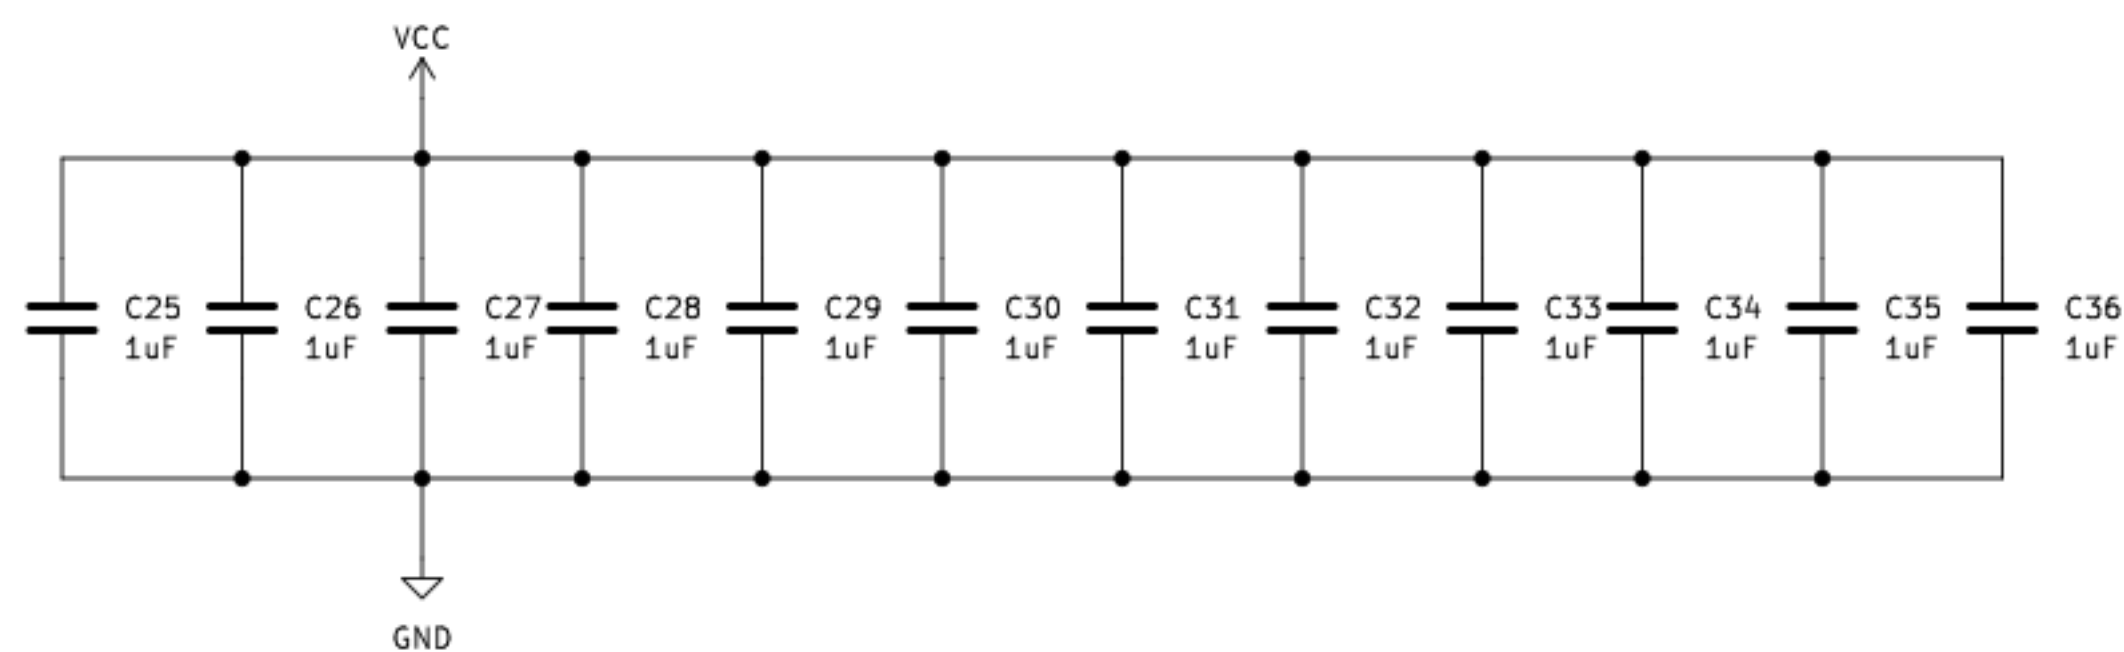 VCC
C25 C26 C27 C28 C29 C30 C31 C32 C33 C34 C35 C36
1uF 1uF 1uF 1uF 1uF 1uF 1uF 1uF 1uF 1uF 1uF 1uF
GND